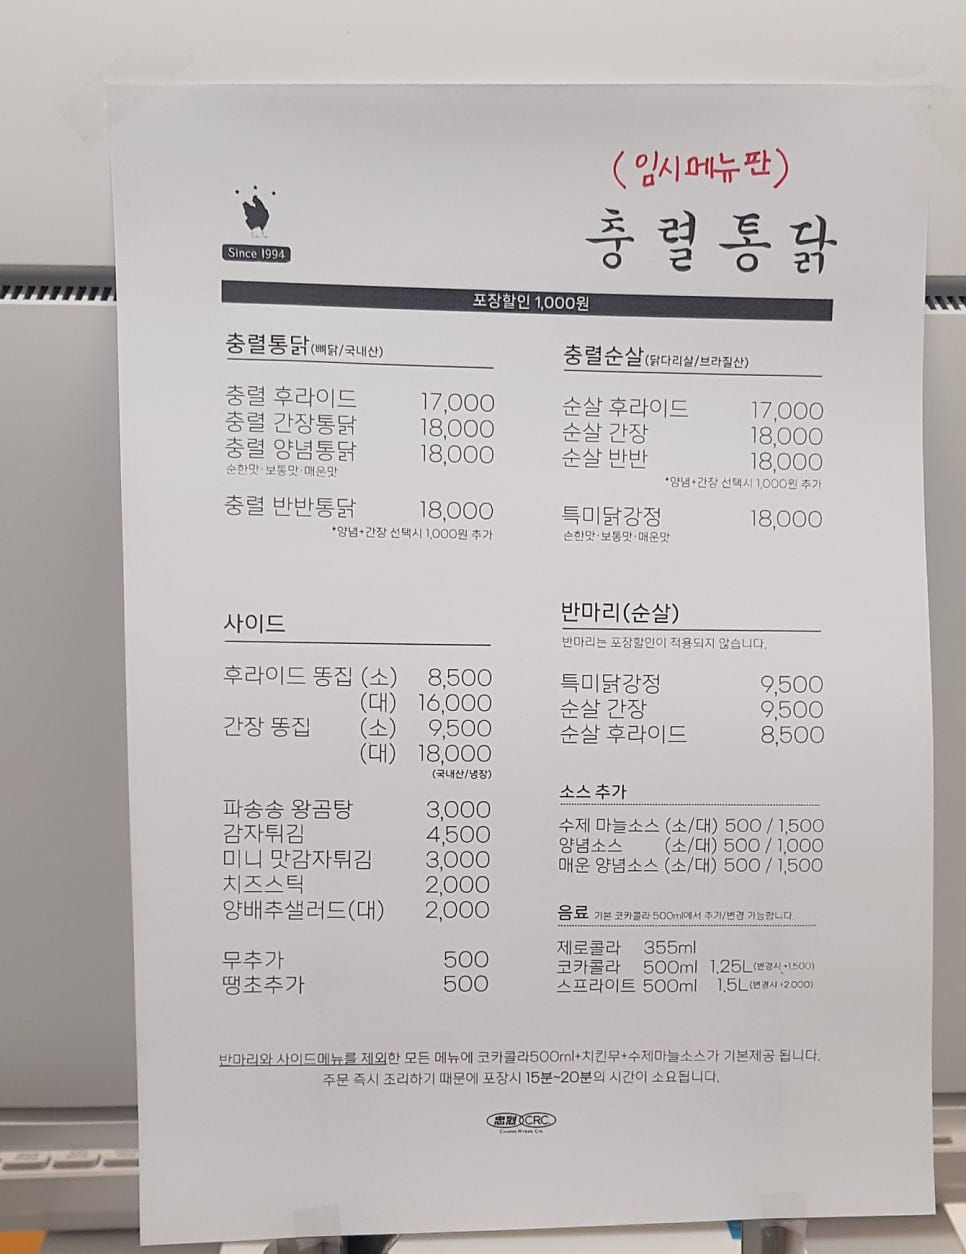 (임시메뉴판)
Since 1994
충렬통닭
포장할인 1,000원
충렬통닭(뼈닭/국내산)
충렬 후라이드 17,000
충렬 간장통닭 18,000
충렬 양념통닭 18,000
순한맛·보통맛·매운맛
충렬 반반통닭 18,000
*양념+간장 선택시 1,000원 추가
충렬순살(닭다리살/브라질산)
순살 후라이드 17,000
순살 간장 18,000
순살 반반 18,000
*양념+간장 선택시 1,000원 추가
특미닭강정 18,000
순한맛·보통맛·매운맛
사이드
후라이드 똥집 (소) 8,500
(대) 16,000
간장 똥집 (소) 9,500
(대) 18,000
(국내산/냉장)
파송송 왕곰탕 3,000
감자튀김 4,500
미니 맛감자튀김 3,000
치즈스틱 2,000
양배추샐러드(대) 2,000
무추가 500
땡초추가 500
반마리(순살)
반마리는 포장할인이 적용되지 않습니다.
특미닭강정 9,500
순살 간장 9,500
순살 후라이드 8,500
소스 추가
수제 마늘소스 (소/대) 500 / 1,500
양념소스 (소/대) 500 / 1,000
매운 양념소스 (소/대) 500 / 1,500
음료 기본 코카콜라 500ml에서 추가/변경 가능합니다.
제로콜라 355ml
코카콜라 500ml 1.25L(변경시 +1,500)
스프라이트 500ml 1.5L(변경시 +2,000)
반마리와 사이드메뉴를 제외한 모든 메뉴에 코카콜라500ml+치킨무+수제마늘소스가 기본제공 됩니다.
주문 즉시 조리하기 때문에 포장시 15분~20분의 시간이 소요됩니다.
忠烈 CRC